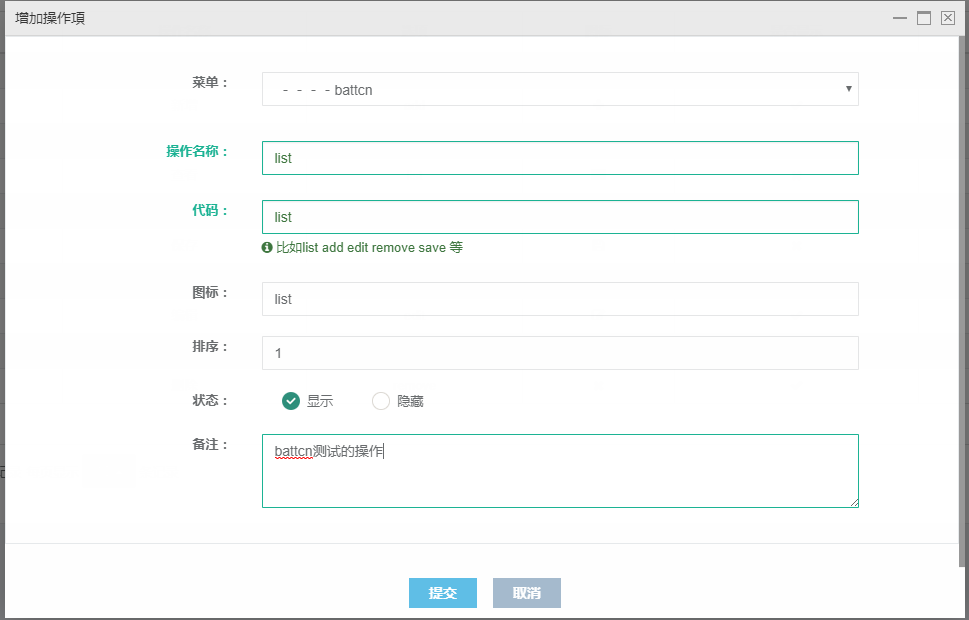 增加操作項
菜单：
- - - - battcn
操作名称：
list
代码：
list
比如list add edit remove save 等
图标：
list
排序：
1
状态：
显示 隐藏
备注：
battcn测试的操作
提交 取消